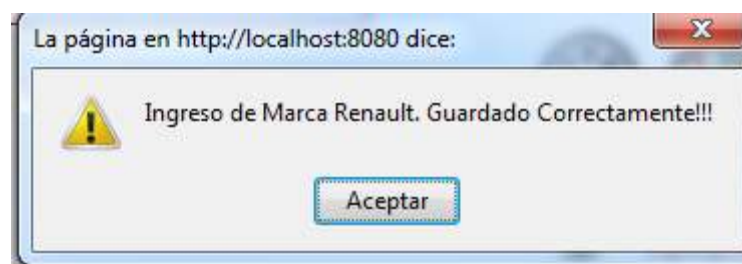 La página en http://localhost:8080 dice:
Ingreso de Marca Renault. Guardado Correctamente!!!
Aceptar